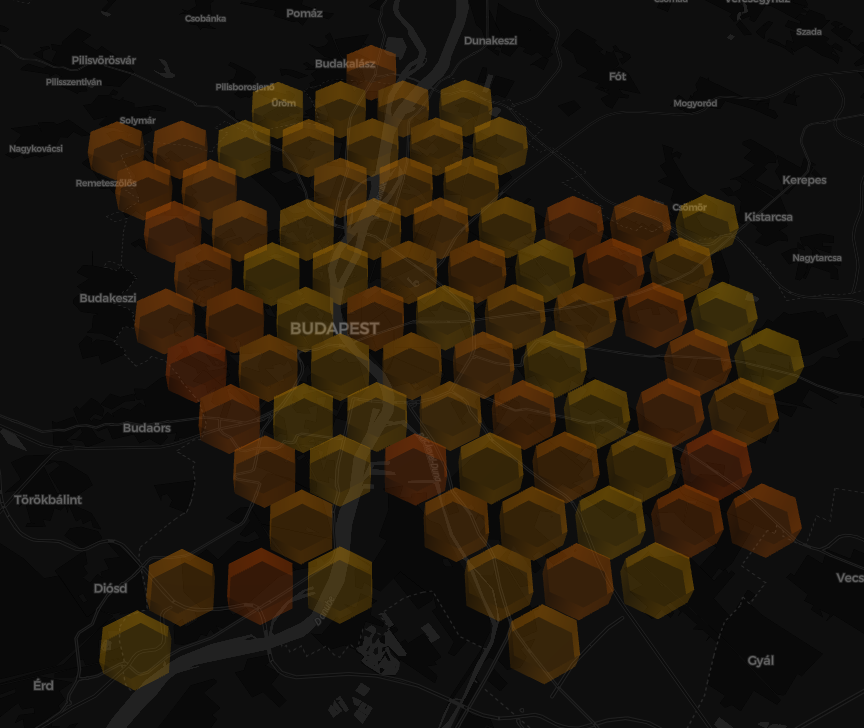 Veresegyház
Pomáz
Csobánka
Szada
Dunakeszi
Pilisvörösvár
Budakalász
Fót
Pilisszentiván
Pilisborosjenő
Üröm
Mogyoród
Solymár
Nagykovácsi
Remeteszőlős
Kerepes
Csömör
Kistarcsa
Nagytarcsa
Budakeszi
BUDAPEST
Budaörs
Törökbálint
Diósd
Vecs
Gyál
Érd